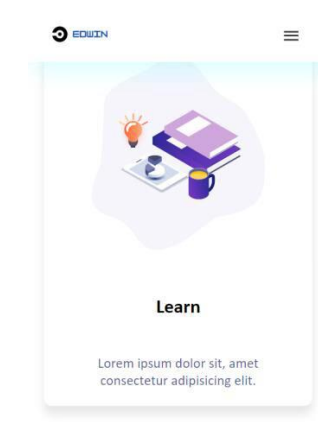 EDWIN
Learn
Lorem ipsum dolor sit, amet
consectetur adipisicing elit.